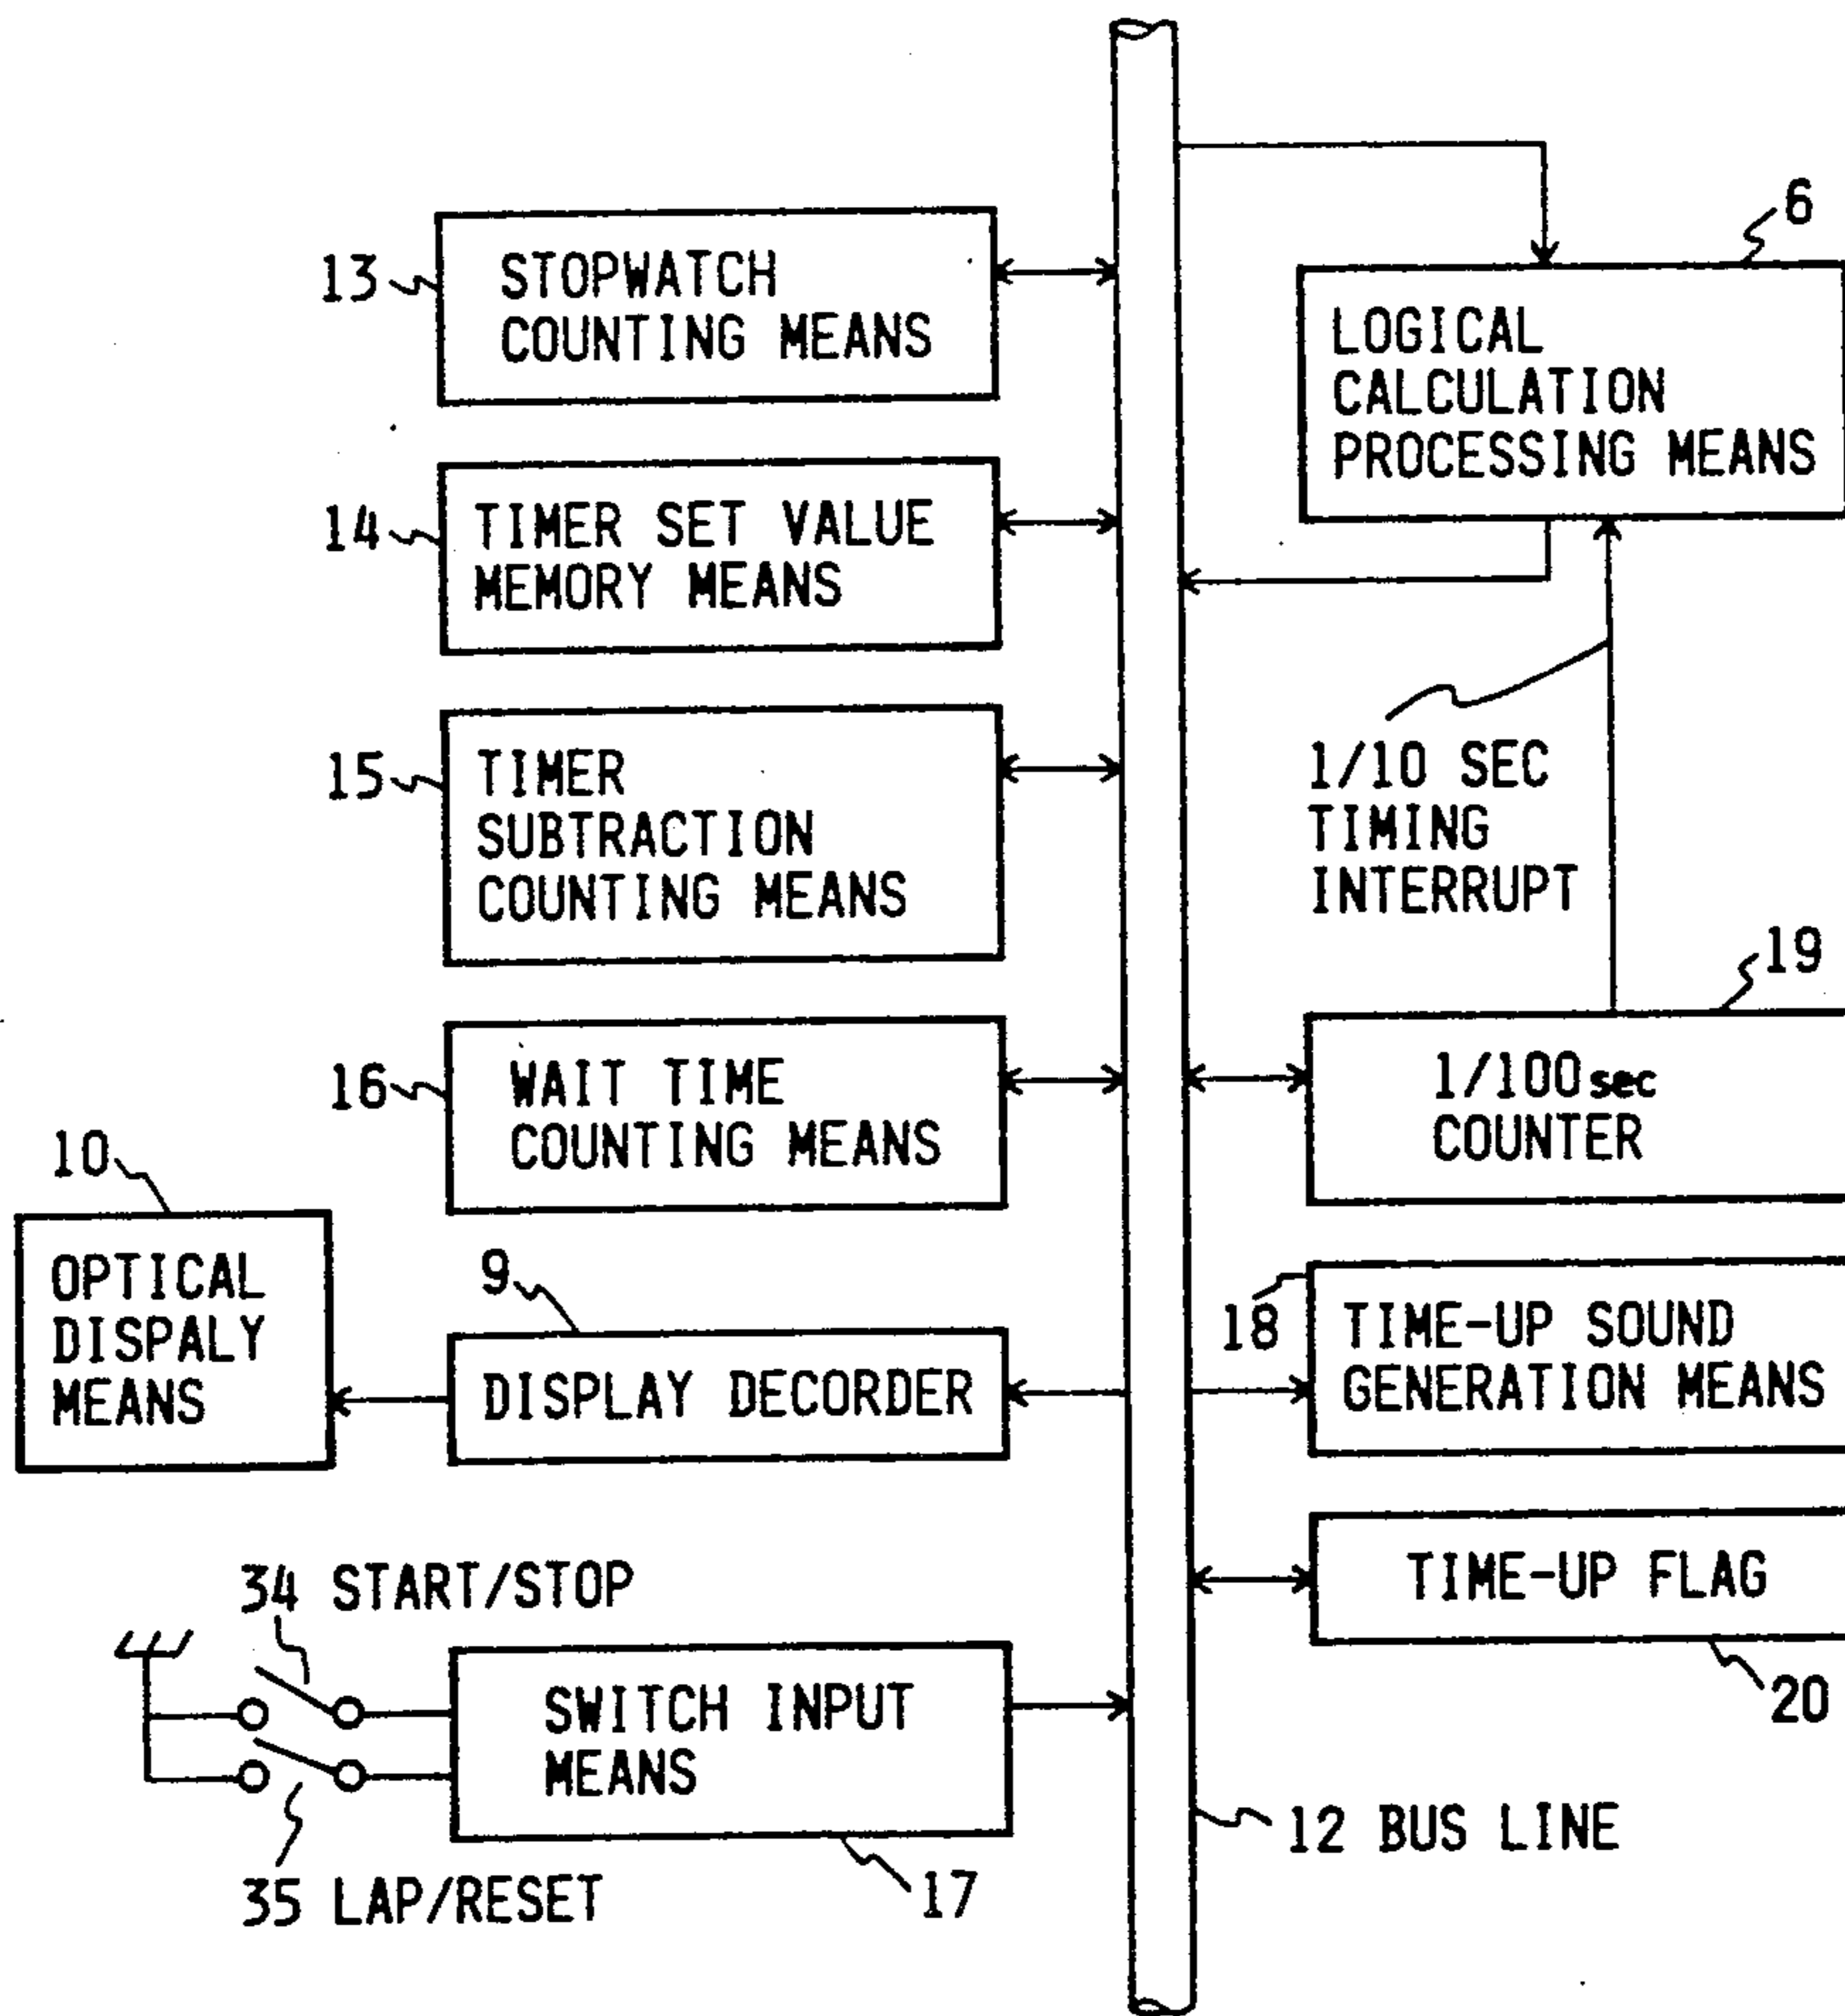 6
13
STOPWATCH
COUNTING MEANS
LOGICAL
CALCULATION
PROCESSING MEANS
14
TIMER SET VALUE
MEMORY MEANS
15
TIMER
SUBTRACTION
COUNTING MEANS
1/10 SEC
TIMING
INTERRUPT
19
16
WAIT TIME
COUNTING MEANS
1/100sec
COUNTER
10
OPTICAL
DISPALY
MEANS
9
DISPLAY DECORDER
18
TIME-UP SOUND
GENERATION MEANS
34 START/STOP
TIME-UP FLAG
20
SWITCH INPUT
MEANS
12 BUS LINE
35 LAP/RESET
17